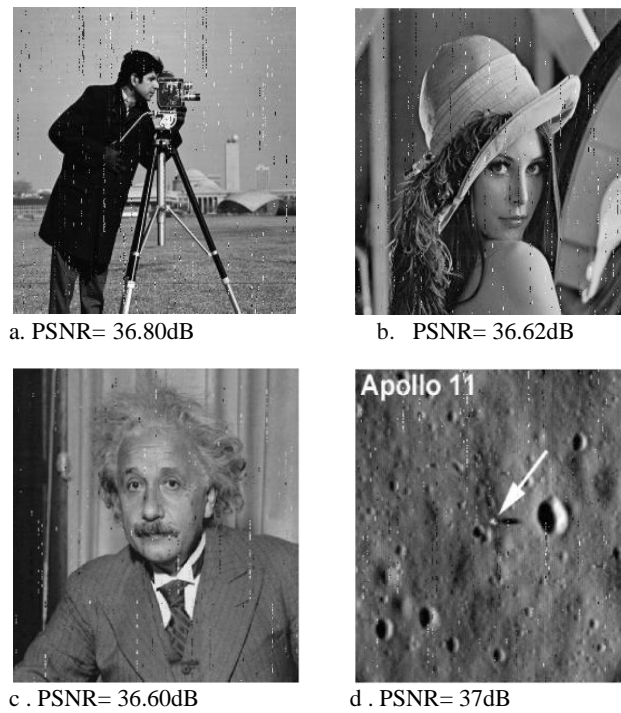 a. PSNR= 36.80dB
b. PSNR= 36.62dB
Apollo 11
c . PSNR= 36.60dB
d . PSNR= 37dB